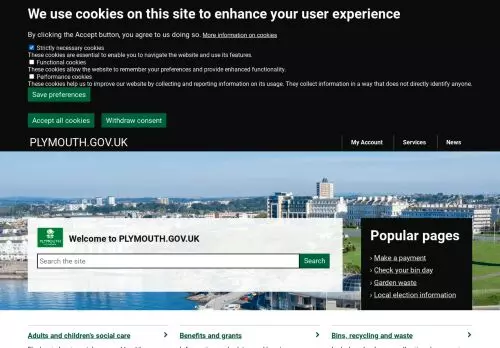 We use cookies on this site to enhance your user experience
By clicking the Accept button, you agree to us doing so. More information on cookies
Strictly necessary cookies
These cookies are essential to enable you to navigate the website and use its features.
Functional cookies
These cookies allow the website to remember your preferences and provide enhanced functionality.
Performance cookies
These cookies help us to improve our website by collecting and reporting information on its usage. They collect information in a way that does not directly identify anyone.
Save preferences
Accept all cookies Withdraw consent
PLYMOUTH.GOV.UK My Account Services News
PLYMOUTH
Welcome to PLYMOUTH.GOV.UK
Search the site Search
Popular pages
Make a payment
Check your bin day
Garden waste
Local election information
Adults and children's social care Benefits and grants Bins, recycling and waste